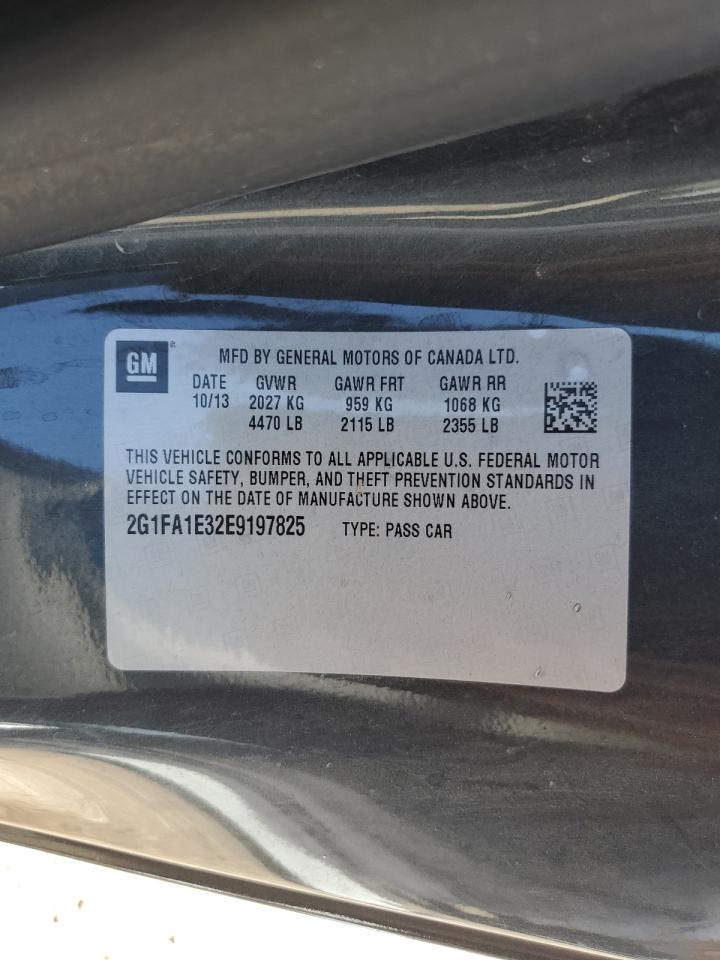 GM
MFD BY GENERAL MOTORS OF CANADA LTD.
DATE GVWR GAWR FRT GAWR RR
10/13 2027 KG 959 KG 1068 KG
4470 LB 2115 LB 2355 LB
THIS VEHICLE CONFORMS TO ALL APPLICABLE U.S. FEDERAL MOTOR
VEHICLE SAFETY, BUMPER, AND THEFT PREVENTION STANDARDS IN
EFFECT ON THE DATE OF MANUFACTURE SHOWN ABOVE.
2G1FA1E32E9197825 TYPE: PASS CAR